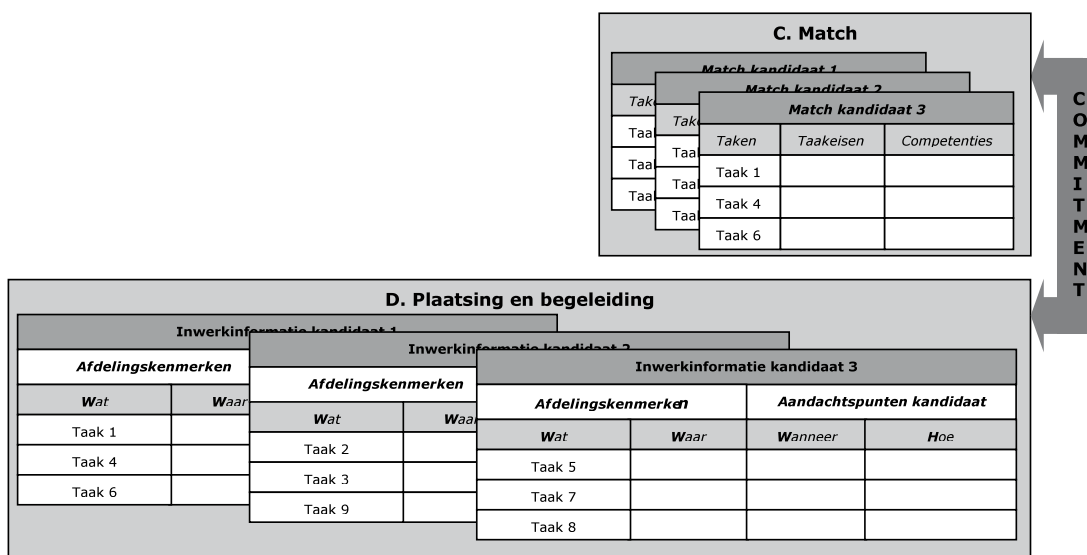 C. Match
Match kandidaat 1
Match kandidaat 2
Match kandidaat 3
Taken Taakeisen Competenties
Taak 1
Taak 4
Taak 6
COMMITMENT
D. Plaatsing en begeleiding
Inwerkinformatie kandidaat 1
Afdelingskenmerken
Wat Waar
Taak 1
Taak 4
Taak 6
Inwerkinformatie kandidaat 2
Afdelingskenmerken
Wat Waar
Taak 2
Taak 3
Taak 9
Inwerkinformatie kandidaat 3
Afdelingskenmerken Aandachtspunten kandidaat
Wat Waar Wanneer Hoe
Taak 5
Taak 7
Taak 8